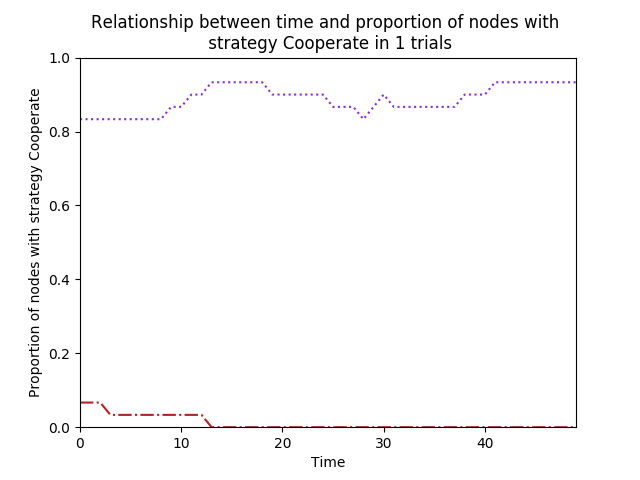 Relationship between time and proportion of nodes with
strategy Cooperate in 1 trials
1.0
0.8
0.6
0.4
0.2
0.0
Proportion of nodes with strategy Cooperate
0 10 20 30 40
Time